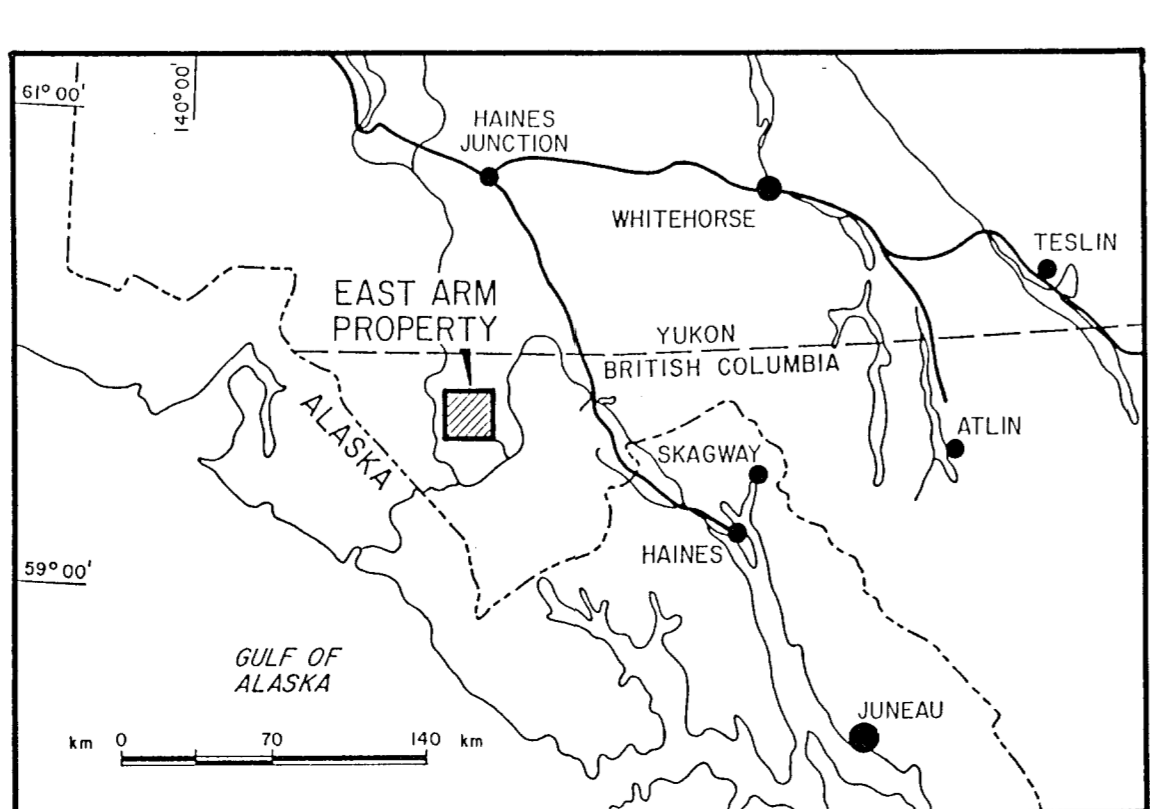 61° 00'
140° 00'
HAINES
JUNCTION
WHITEHORSE
TESLIN
EAST ARM
PROPERTY
YUKON
BRITISH COLUMBIA
ALASKA
ATLIN
SKAGWAY
HAINES
59° 00'
GULF OF
ALASKA
JUNEAU
km 0 70 140 km